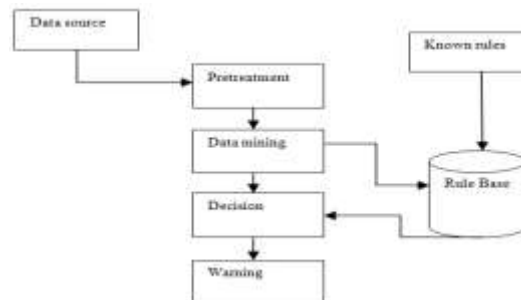 Data source
Known rules
Pretreatment
Data mining
Rule Base
Decision
Warning